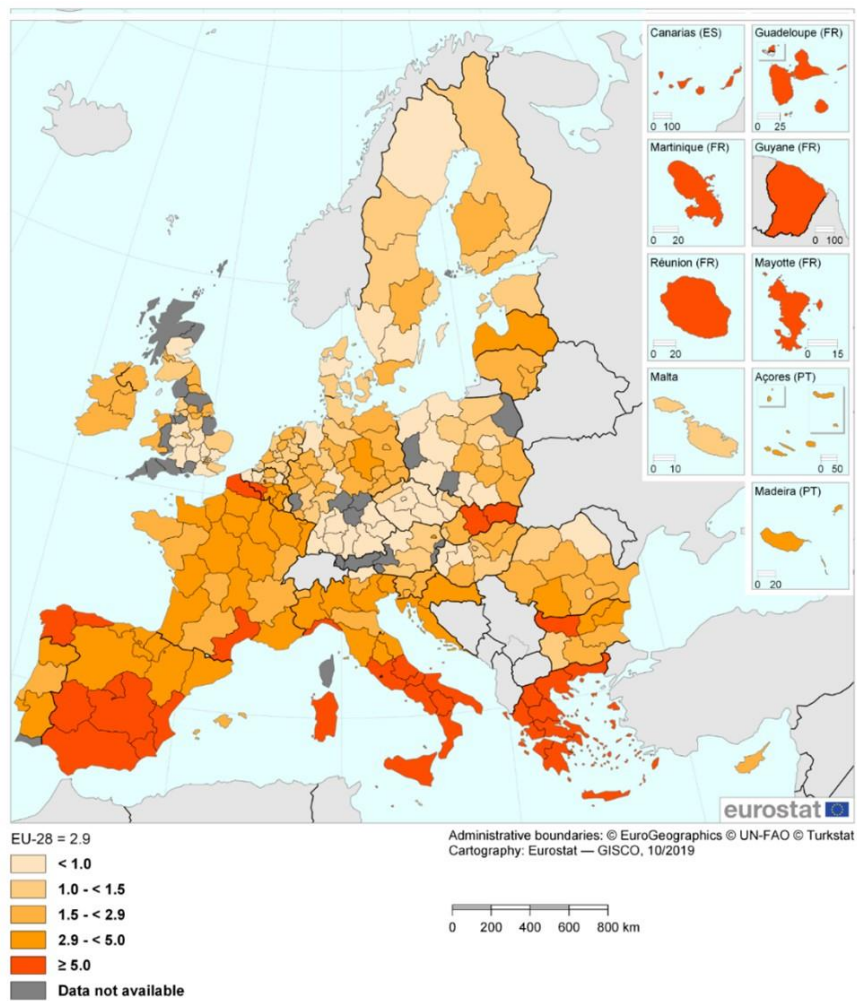 Canarias (ES)
0 100
Guadeloupe (FR)
0 25
Martinique (FR)
0 20
Guyane (FR)
0 100
Réunion (FR)
0 20
Mayotte (FR)
0 15
Malta
0 10
Açores (PT)
0 50
Madeira (PT)
0 20
eurostat
EU-28 = 2.9
< 1.0
1.0 - < 1.5
1.5 - < 2.9
2.9 - < 5.0
≥ 5.0
Data not available
Administrative boundaries: © EuroGeographics © UN-FAO © Turkstat
Cartography: Eurostat — GISCO, 10/2019
0 200 400 600 800 km